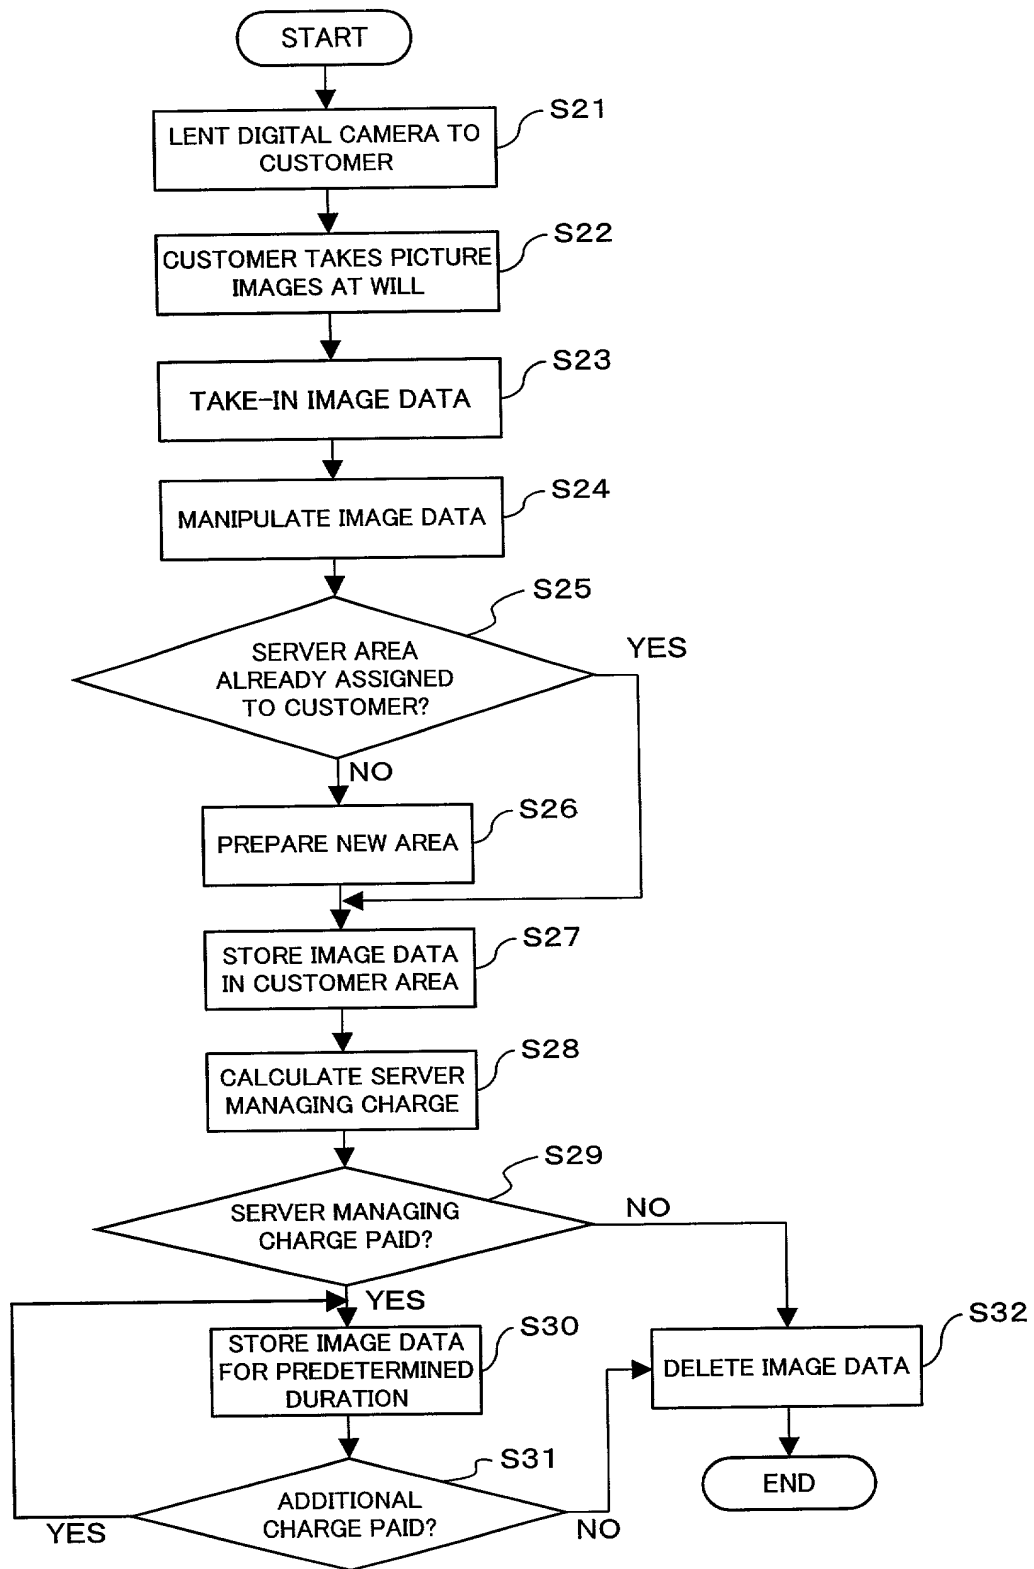 START
S21
LENT DIGITAL CAMERA TO
CUSTOMER
S22
CUSTOMER TAKES PICTURE
IMAGES AT WILL
S23
TAKE-IN IMAGE DATA
S24
MANIPULATE IMAGE DATA
S25
SERVER AREA
ALREADY ASSIGNED
TO CUSTOMER?
YES
NO
S26
PREPARE NEW AREA
S27
STORE IMAGE DATA
IN CUSTOMER AREA
S28
CALCULATE SERVER
MANAGING CHARGE
S29
SERVER MANAGING
CHARGE PAID?
NO
YES
S30
STORE IMAGE DATA
FOR PREDETERMINED
DURATION
S32
DELETE IMAGE DATA
S31
ADDITIONAL
CHARGE PAID?
YES
NO
END